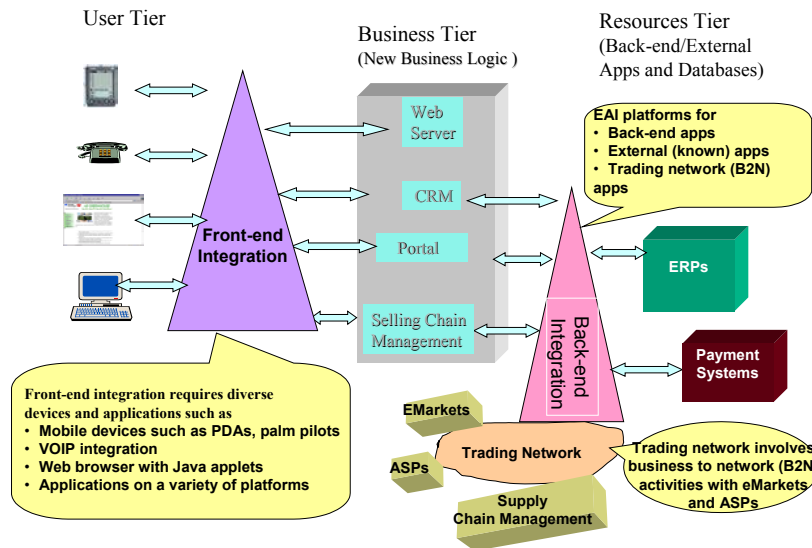 User Tier
Business Tier
(New Business Logic )
Resources Tier
(Back-end/External
Apps and Databases)
EAI platforms for
• Back-end apps
• External (known) apps
• Trading network (B2N)
apps
Web
Server
CRM
Portal
Selling Chain
Management
Front-end
Integration
Back-end
Integration
ERPs
Payment
Systems
Front-end integration requires diverse
devices and applications such as
• Mobile devices such as PDAs, palm pilots
• VOIP integration
• Web browser with Java applets
• Applications on a variety of platforms
EMarkets
Trading Network
ASPs
Supply
Chain Management
Trading network involves
business to network (B2N
activities with eMarkets
and ASPs